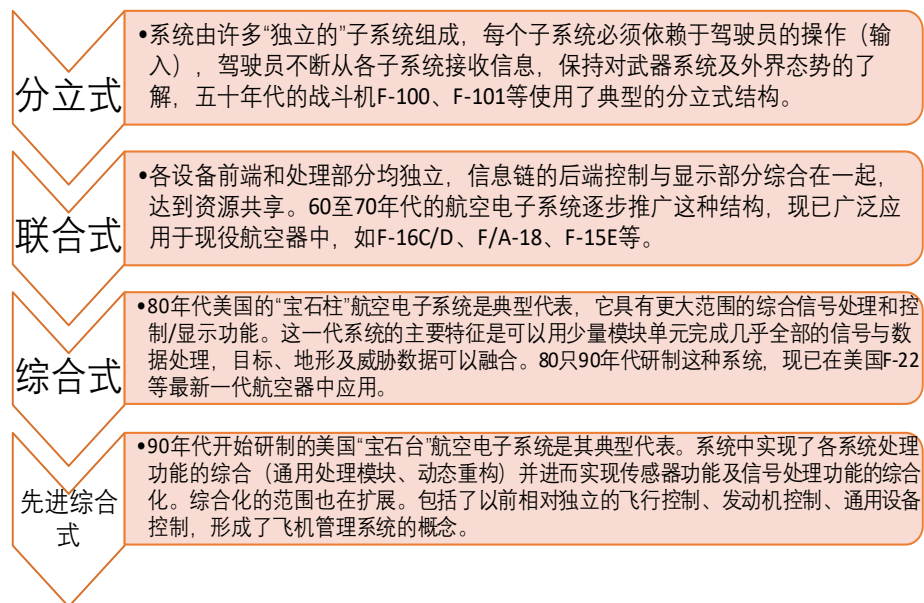 分立式
•系统由许多“独立的”子系统组成，每个子系统必须依赖于驾驶员的操作（输
入），驾驶员不断从各子系统接收信息，保持对武器系统及外界态势的了
解，五十年代的战斗机F-100、F-101等使用了典型的分立式结构。
联合式
•各设备前端和处理部分均独立，信息链的后端控制与显示部分综合在一起，
达到资源共享。60至70年代的航空电子系统逐步推广这种结构，现已广泛应
用于现役航空器中，如F-16C/D、F/A-18、F-15E等。
综合式
•80年代美国的“宝石柱”航空电子系统是典型代表，它具有更大范围的综合信号处理和控
制/显示功能。这一代系统的主要特征是可以用少量模块单元完成几乎全部的信号与数
据处理，目标、地形及威胁数据可以融合。80只90年代研制这种系统，现已在美国F-22
等最新一代航空器中应用。
先进综合
式
•90年代开始研制的美国“宝石台”航空电子系统是其典型代表。系统中实现了各系统处理
功能的综合（通用处理模块、动态重构）并进而实现传感器功能及信号处理功能的综合
化。综合化的范围也在扩展。包括了以前相对独立的飞行控制、发动机控制、通用设备
控制，形成了飞机管理系统的概念。